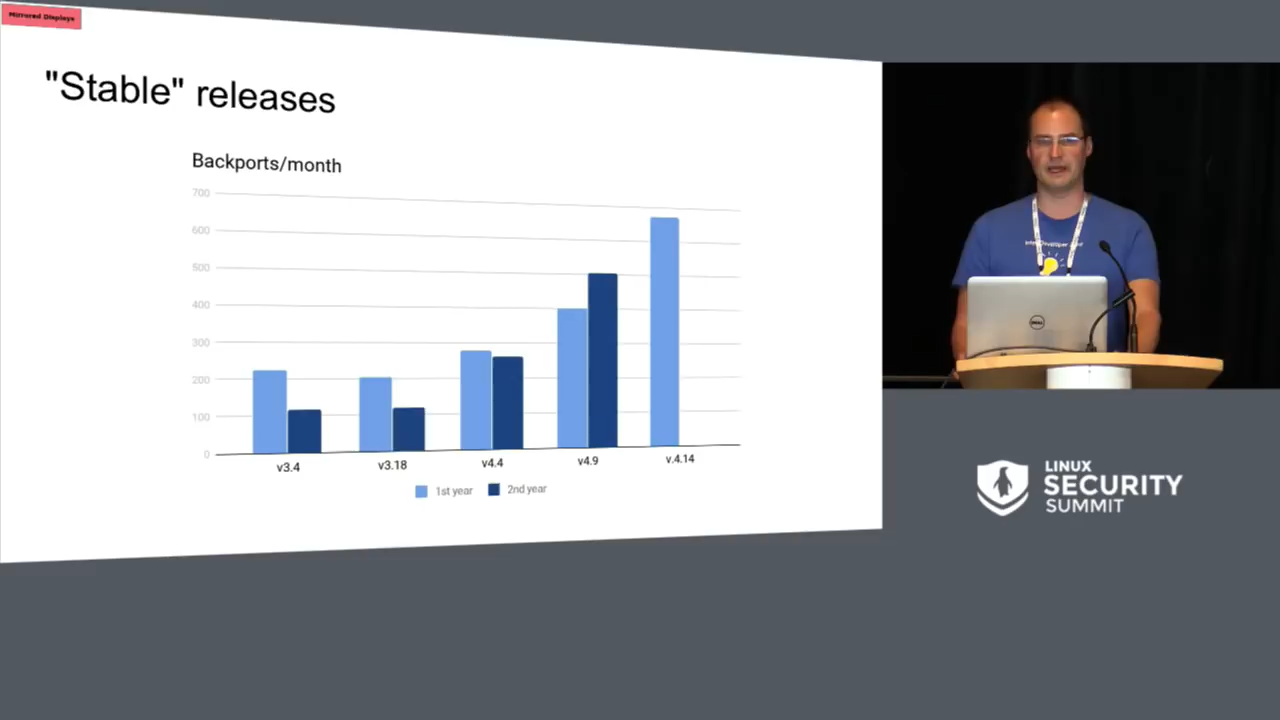 Mirrored Displays
"Stable" releases
Backports/month
700
600
500
400
300
200
100
0
v3.4 v3.18 v4.4 v4.9 v.4.14
1st year 2nd year
DELL
LINUX
SECURITY
SUMMIT